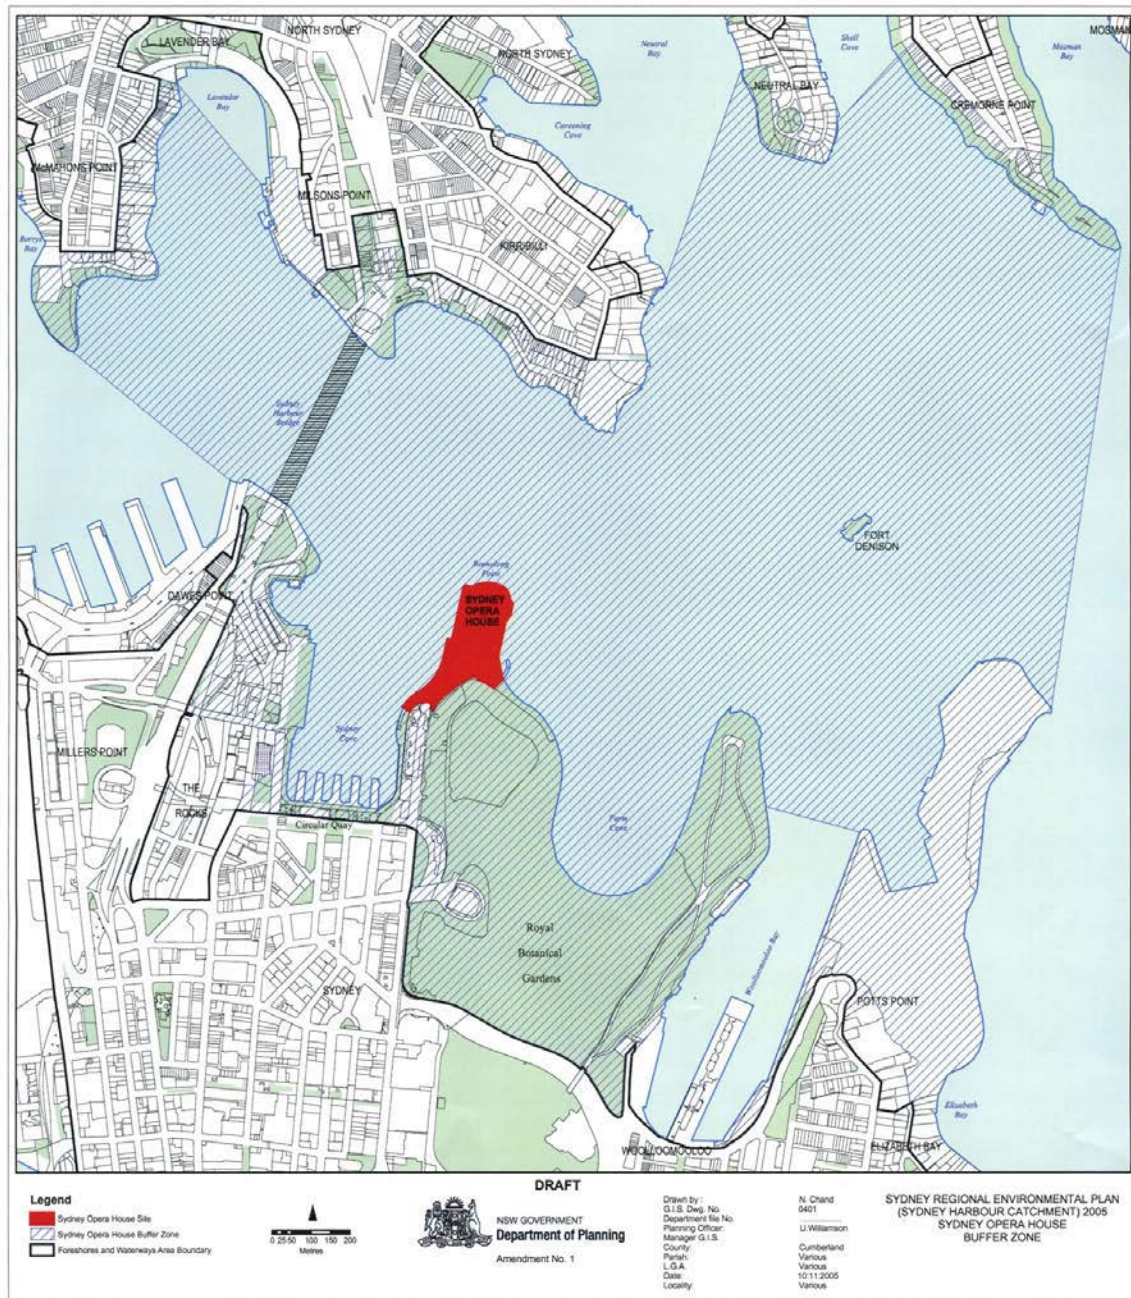 LAVENDER BAY
NORTH SYDNEY
NORTH SYDNEY
Neutral
Bay
Shell
Cove
Mosman
Bay
MOSMAN
Lavender
Bay
NEUTRAL BAY
CREMORNE POINT
Careening
Cove
McMAHONS POINT
MILSONS POINT
KIRRIBILLI
Berrys
Bay
Sydney
Harbour
Bridge
FORT
DENISON
Bennelong
Point
SYDNEY
OPERA
HOUSE
DAWES POINT
Sydney
Cove
MILLERS POINT
THE
ROCKS
Circular Quay
Farm
Cove
Royal
Botanical
Gardens
Woolloomooloo Bay
SYDNEY
POTTS POINT
Elizabeth
Bay
WOOLLOOMOOLOO
ELIZABETH BAY
DRAFT
Legend
Sydney Opera House Site
Sydney Opera House Buffer Zone
Foreshores and Waterways Area Boundary
0 25 50 100 150 200
Metres
NSW GOVERNMENT
Department of Planning
Amendment No. 1
Drawn by : N. Chand
G.I.S. Dwg. No. 0401
Department file No.
Planning Officer: U.Williamson
Manager G.I.S.
County: Cumberland
Parish: Various
L.G.A. Various
Date: 10:11:2005
Locality: Various
SYDNEY REGIONAL ENVIRONMENTAL PLAN
(SYDNEY HARBOUR CATCHMENT) 2005
SYDNEY OPERA HOUSE
BUFFER ZONE